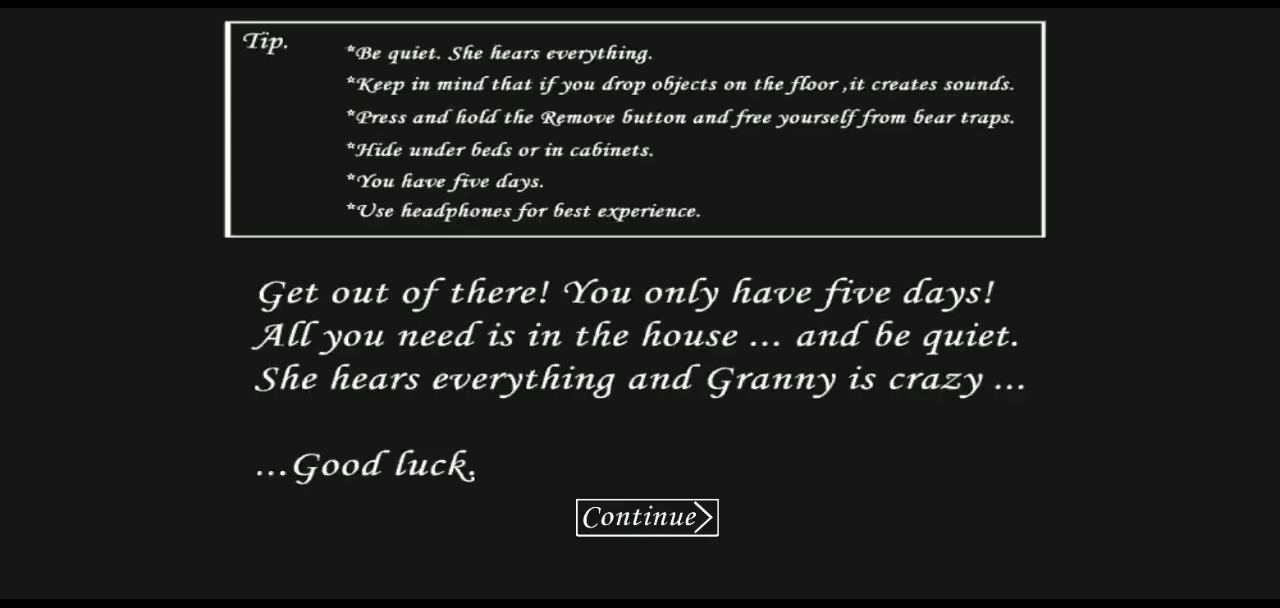 Tip.
*Be quiet. She hears everything.
*Keep in mind that if you drop objects on the floor ,it creates sounds.
*Press and hold the Remove button and free yourself from bear traps.
*Hide under beds or in cabinets.
*You have five days.
*Use headphones for best experience.
Get out of there! You only have five days!
All you need is in the house ... and be quiet.
She hears everything and Granny is crazy ...
...Good luck.
Continue>